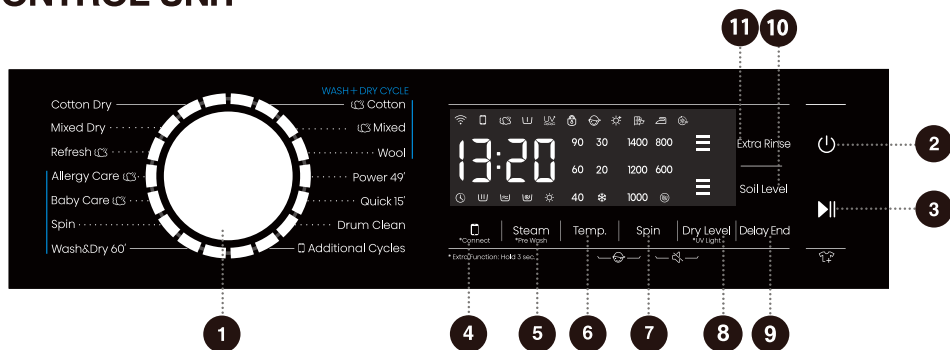 CONTROL UNIT
11 10
WASH+DRY CYCLE
Cotton Dry
Cotton
Mixed Dry
Mixed
Refresh
Wool
Allergy Care
Power 49'
Baby Care
Quick 15'
Spin
Drum Clean
Wash&Dry 60'
Additional Cycles
UV
13:20
90 30 1400 800
60 20 1200 600
40 1000
Extra Rinse
Soil Level
2
3
*Connect
Steam
*Pre Wash
Temp.
Spin
Dry Level
*UV Light
Delay End
* Extra Function: Hold 3 sec.
1
4
5
6
7
8
9